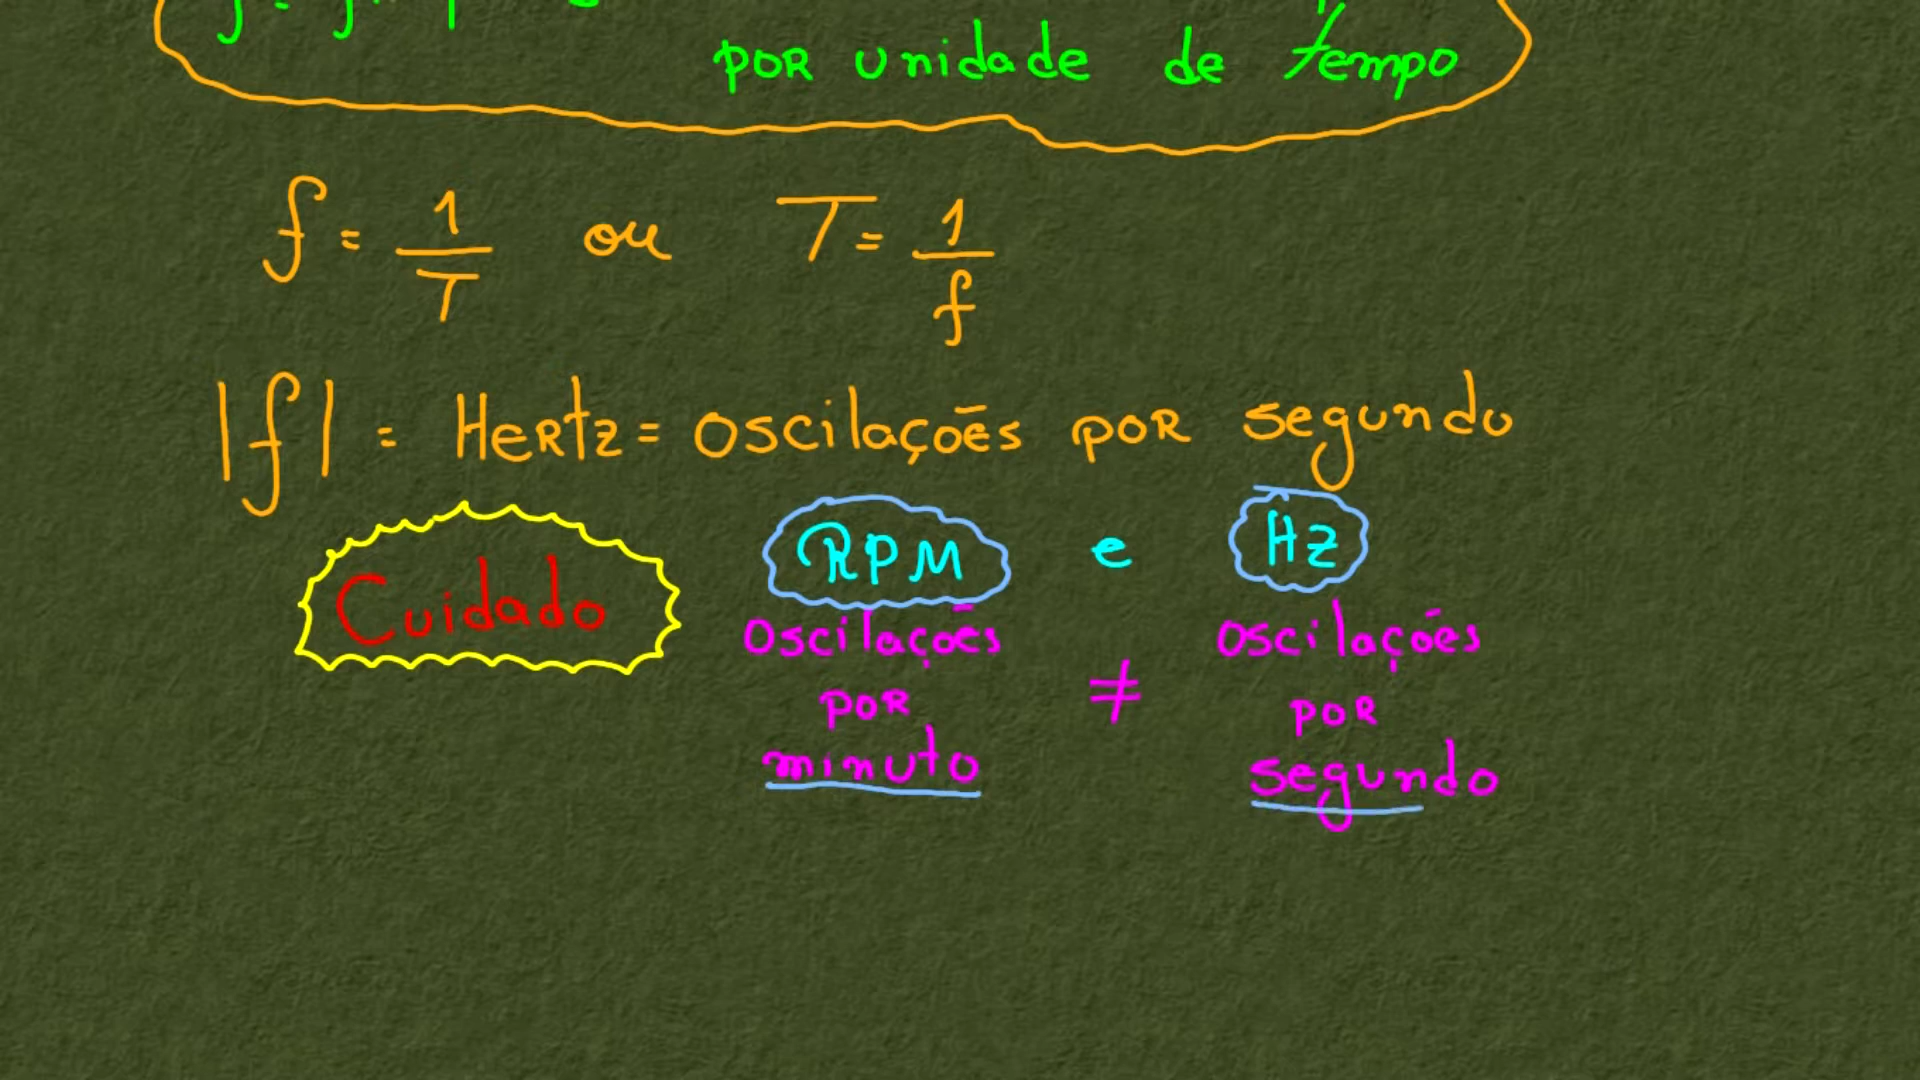 por unidade de tempo
f = 1/T ou T = 1/f
|f| = Hertz = oscilações por segundo
Cuidado
RPM e Hz
oscilações por minuto ≠ oscilações por segundo